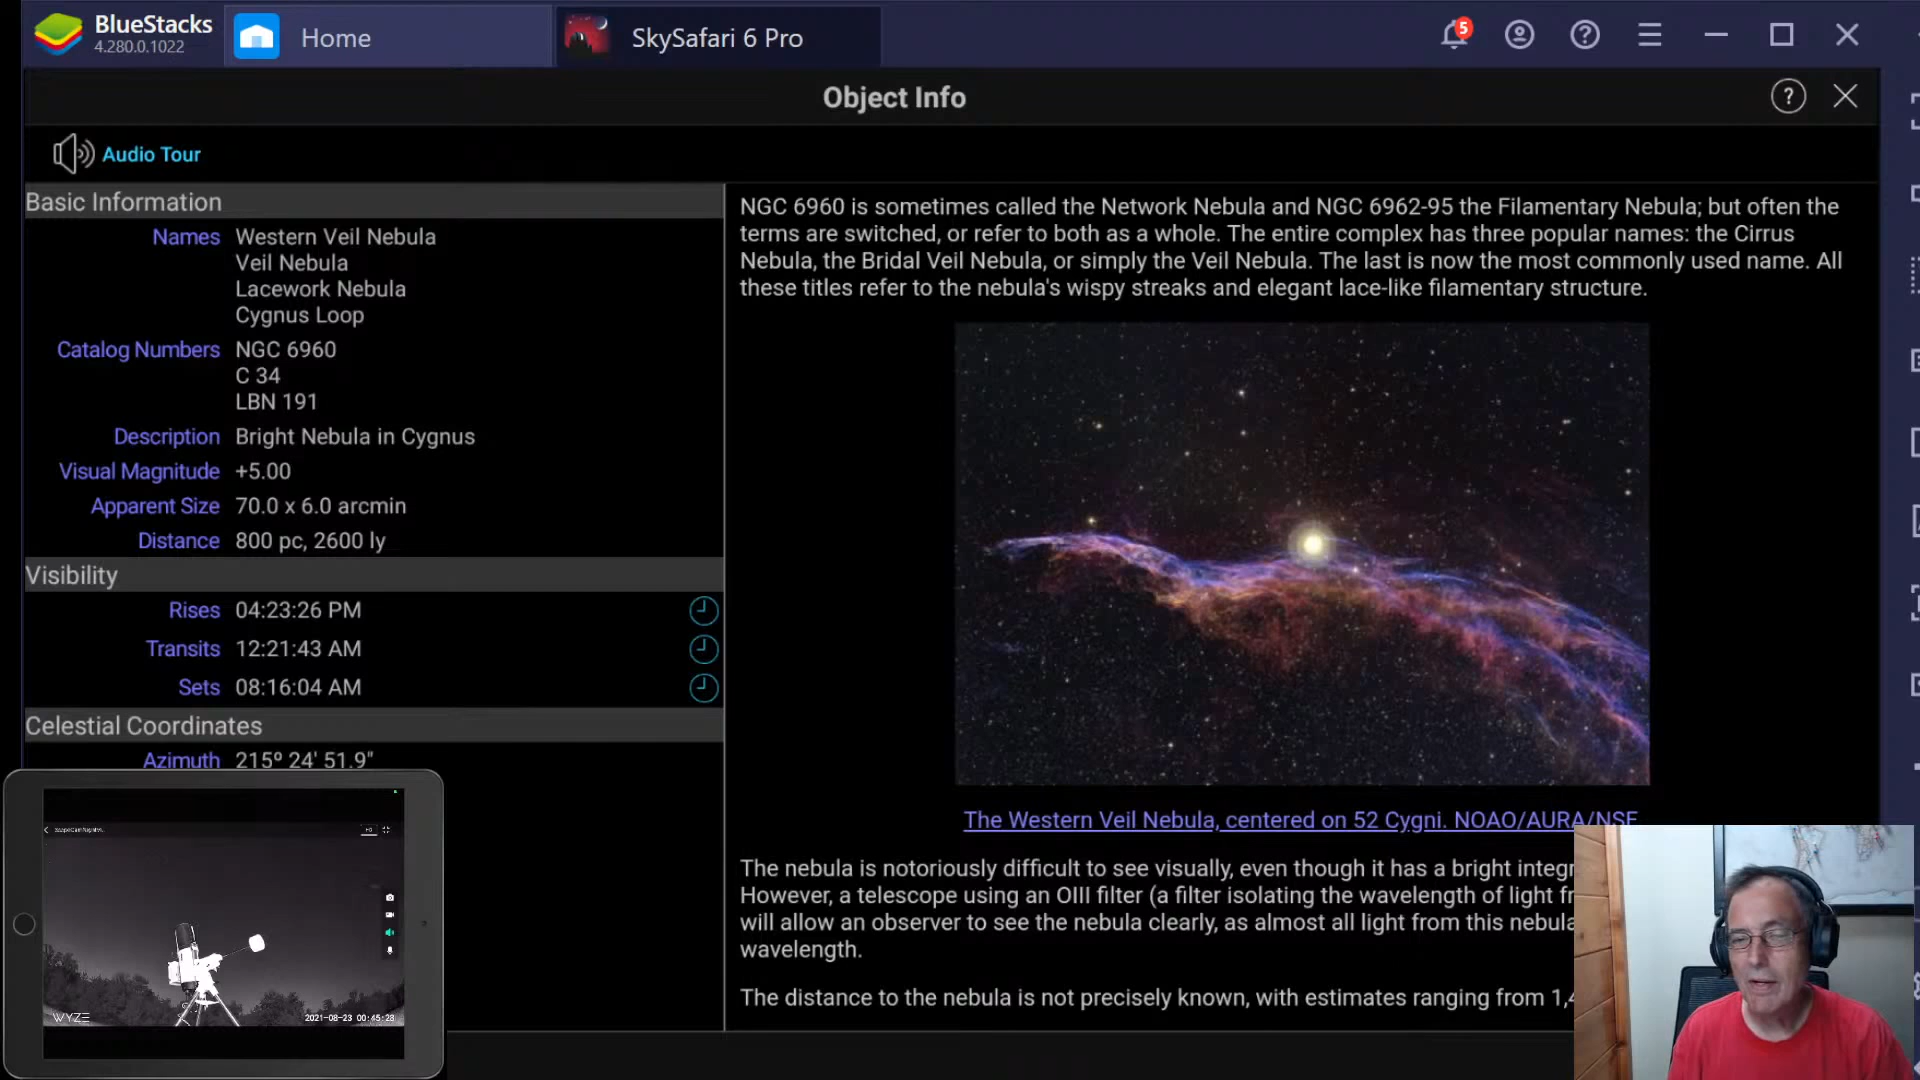 BlueStacks
4.280.0.1022
Home
SkySafari 6 Pro
5
Object Info
Audio Tour
Basic Information
Names Western Veil Nebula
Veil Nebula
Lacework Nebula
Cygnus Loop
Catalog Numbers NGC 6960
C 34
LBN 191
Description Bright Nebula in Cygnus
Visual Magnitude +5.00
Apparent Size 70.0 x 6.0 arcmin
Distance 800 pc, 2600 ly
Visibility
Rises 04:23:26 PM
Transits 12:21:43 AM
Sets 08:16:04 AM
Celestial Coordinates
Azimuth 215º 24' 51.9"
NGC 6960 is sometimes called the Network Nebula and NGC 6962-95 the Filamentary Nebula; but often the
terms are switched, or refer to both as a whole. The entire complex has three popular names: the Cirrus
Nebula, the Bridal Veil Nebula, or simply the Veil Nebula. The last is now the most commonly used name. All
these titles refer to the nebula's wispy streaks and elegant lace-like filamentary structure.
The Western Veil Nebula, centered on 52 Cygni. NOAO/AURA/NSF
The nebula is notoriously difficult to see visually, even though it has a bright integr
However, a telescope using an OIII filter (a filter isolating the wavelength of light fr
will allow an observer to see the nebula clearly, as almost all light from this nebula
wavelength.
The distance to the nebula is not precisely known, with estimates ranging from 1,4
HD
WYZE
2021-08-23 00:45:28